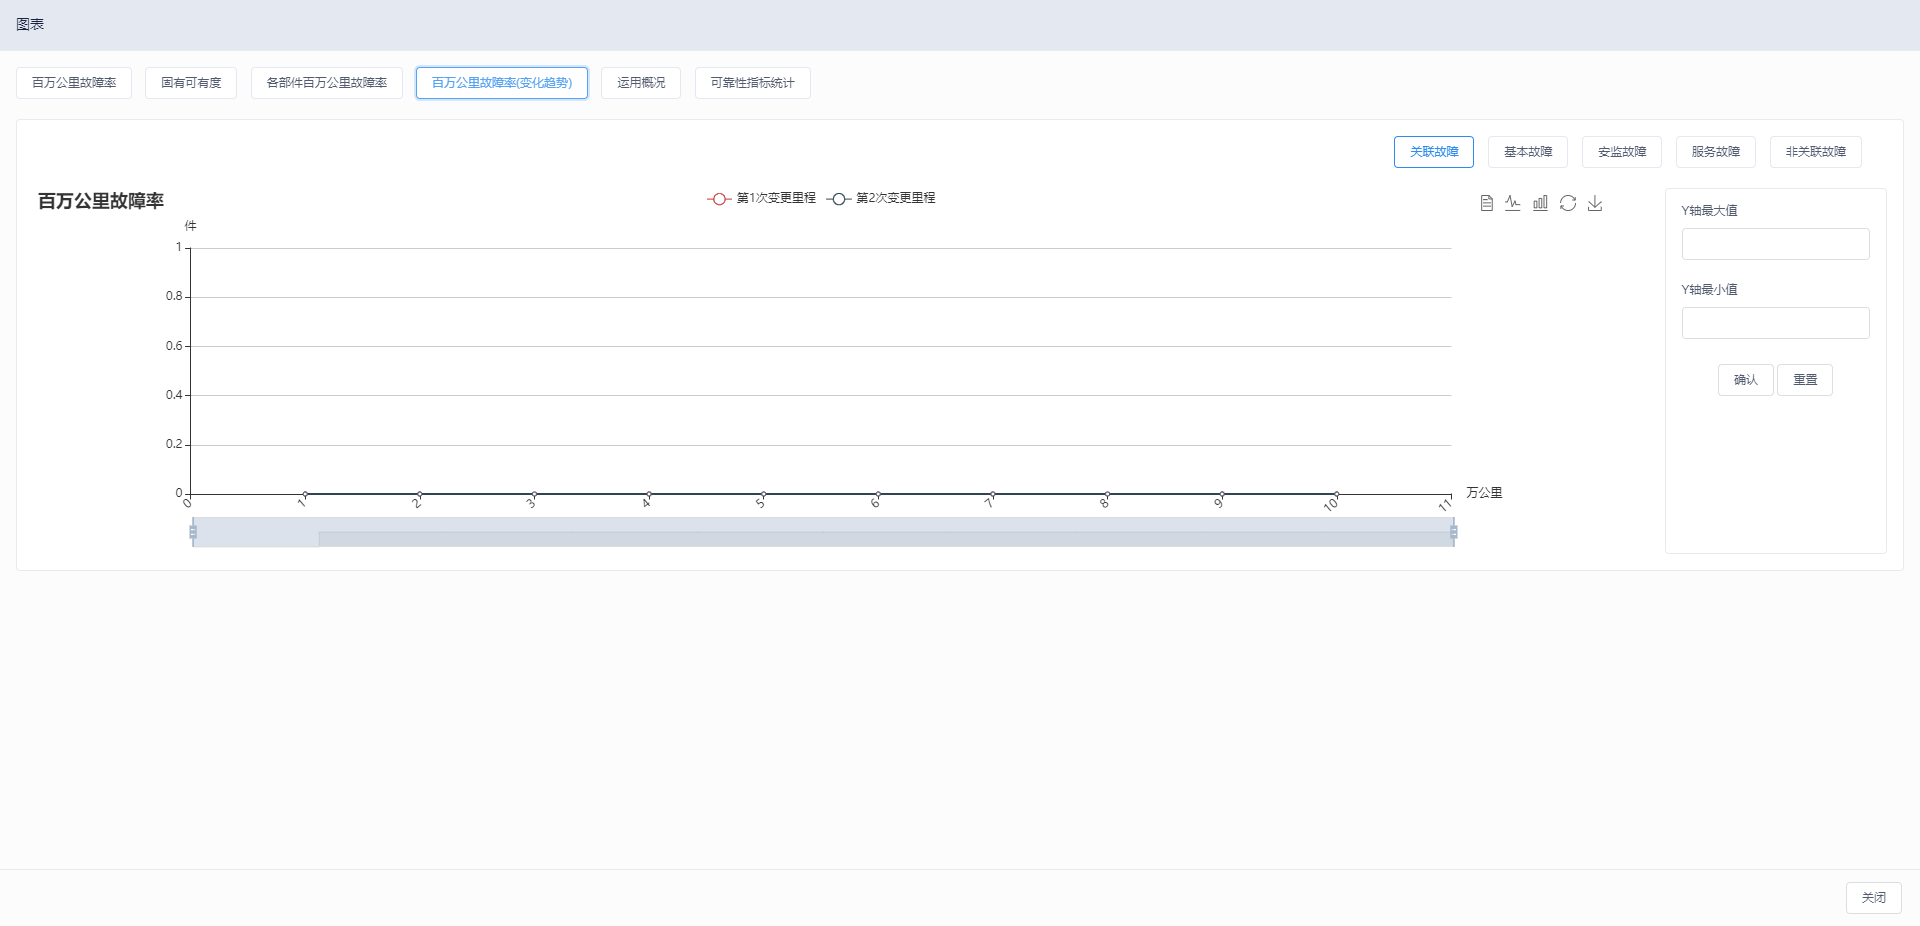 图表
百万公里故障率 固有可有度 各部件百万公里故障率 百万公里故障率(变化趋势) 运用概况 可靠性指标统计
关联故障 基本故障 安监故障 服务故障 非关联故障
百万公里故障率
第1次变更里程 第2次变更里程
件
1
0.8
0.6
0.4
0.2
0
0 1 2 3 4 5 6 7 8 9 10 11
万公里
Y轴最大值
Y轴最小值
确认 重置
关闭